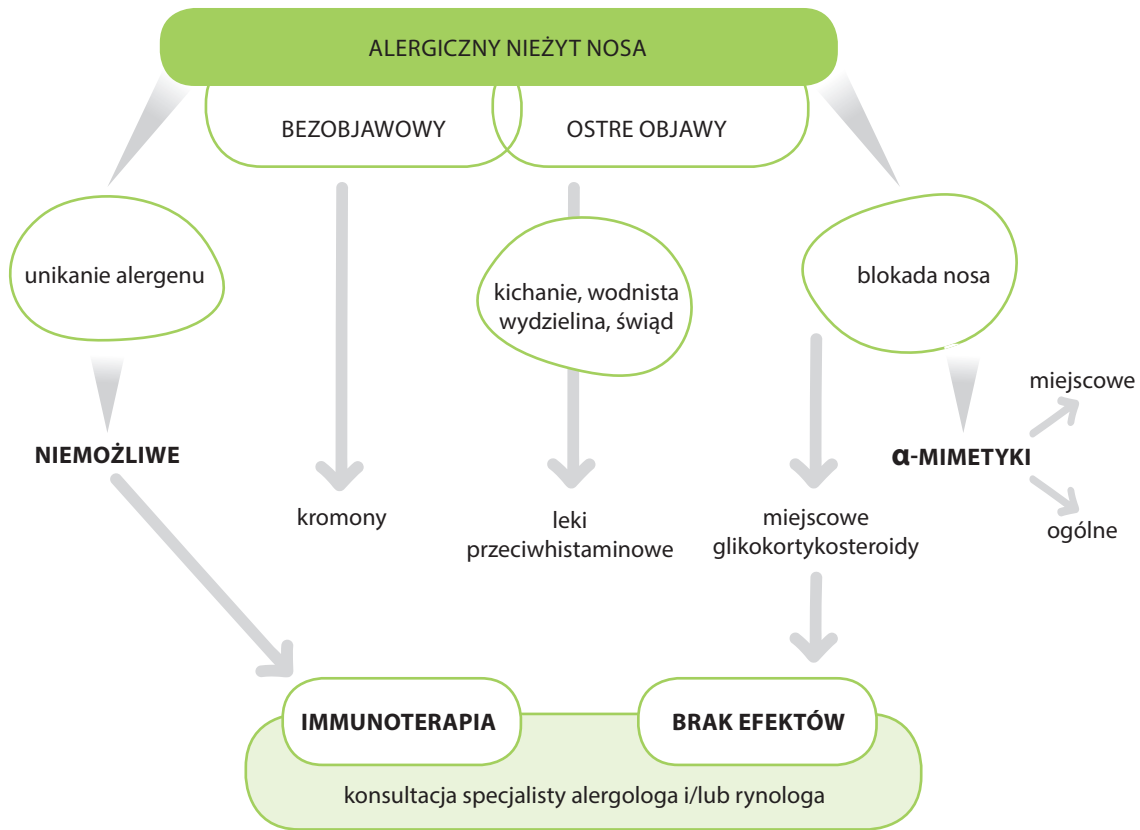 ALERGICZNY NIEŻYT NOSA
BEZOBJAWOWY
OSTRE OBJAWY
unikanie alergenu
kichanie, wodnista
wydzielina, świąd
blokada nosa
miejscowe
NIEMOŻLIWE
α-MIMETYKI
ogólne
kromony
leki
przeciwhistaminowe
miejscowe
glikokortykosteroidy
IMMUNOTERAPIA
BRAK EFEKTÓW
konsultacja specjalisty alergologa i/lub rynologa